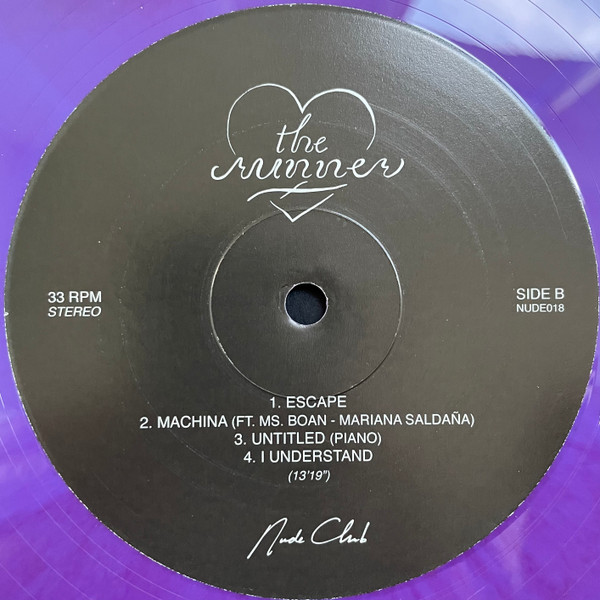 the
runner
33 RPM
STEREO
SIDE B
NUDE018
1. ESCAPE
2. MACHINA (FT. MS. BOAN - MARIANA SALDAÑA)
3. UNTITLED (PIANO)
4. I UNDERSTAND
(13'19")
Nude Club